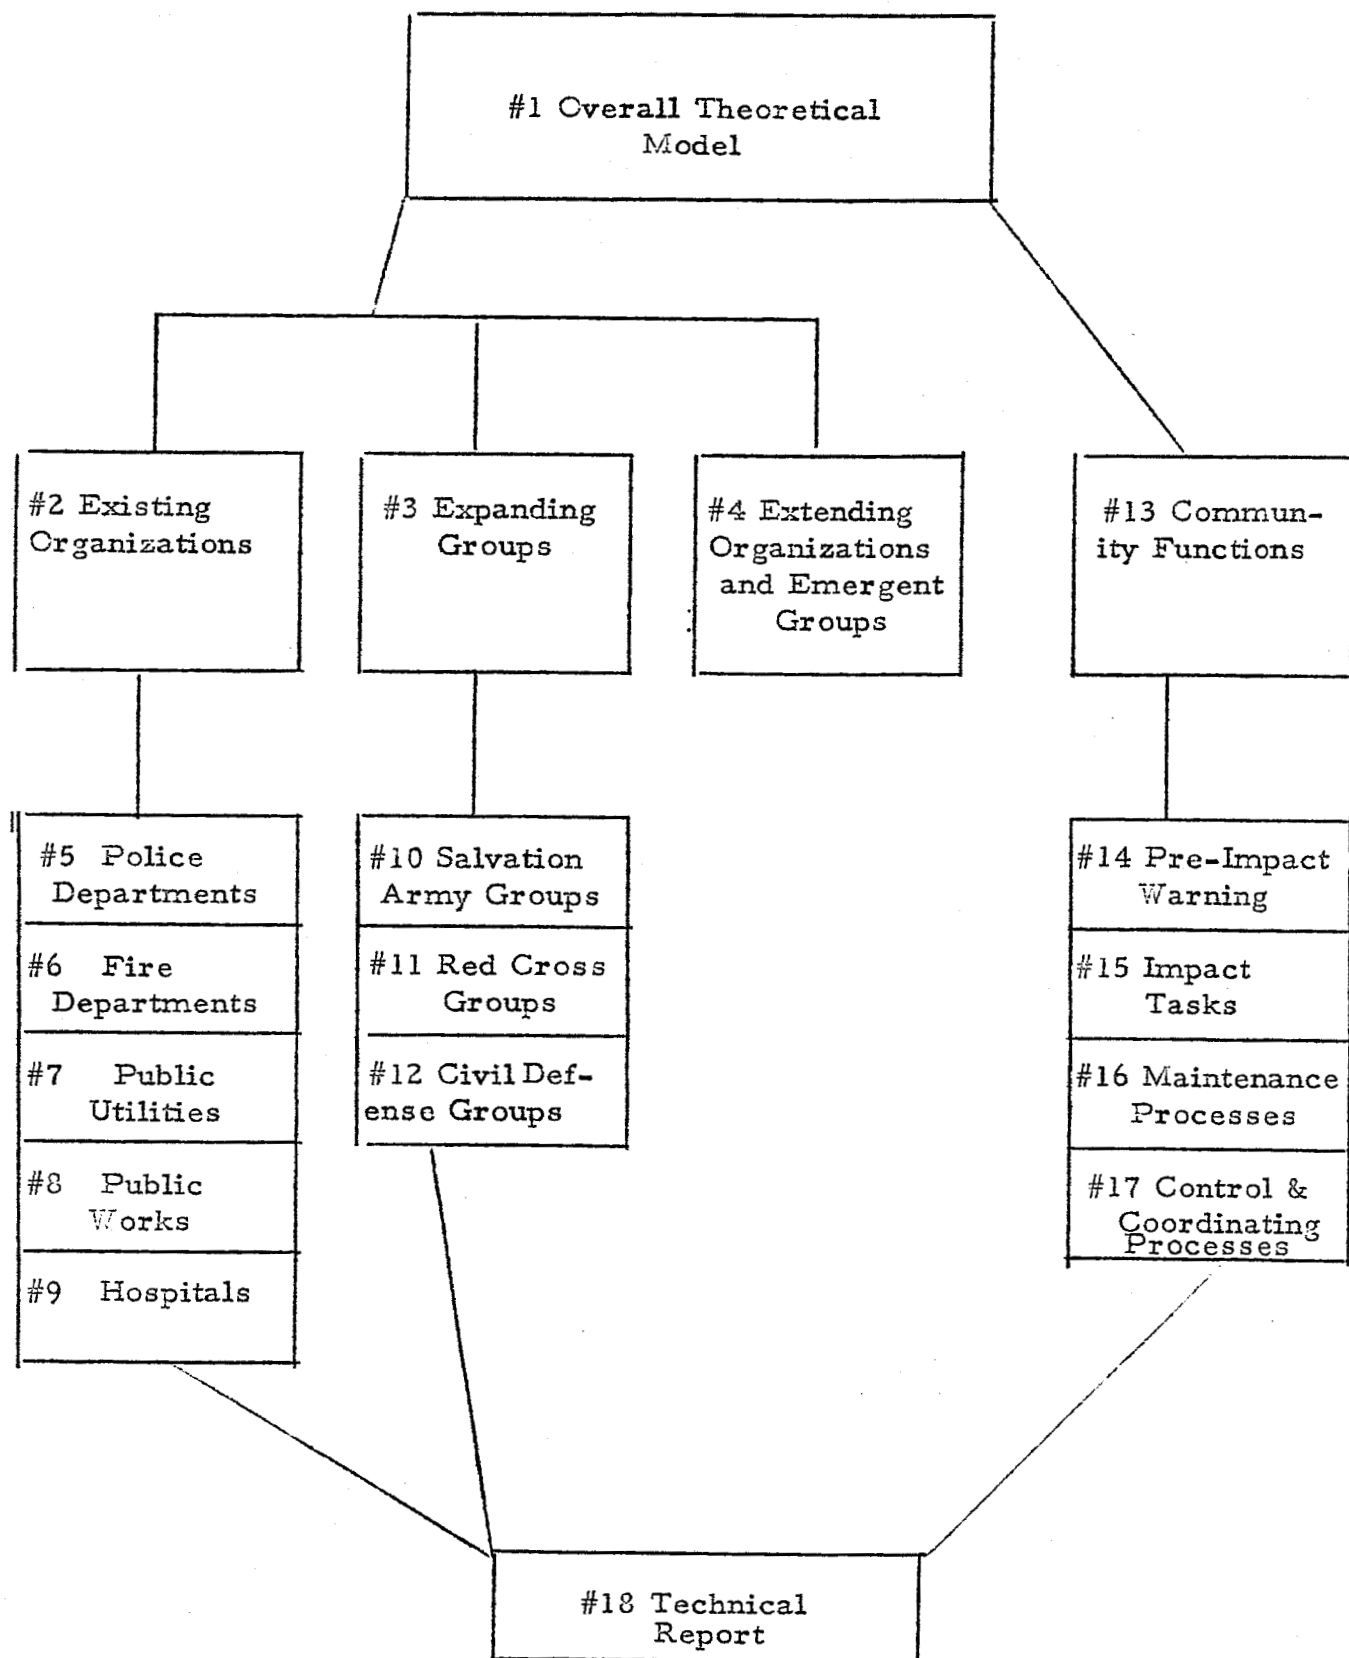 #1 Overall Theoretical
Model
#2 Existing
Organizations
#3 Expanding
Groups
#4 Extending
Organizations
and Emergent
Groups
#13 Commun-
ity Functions
#5 Police
Departments
#6 Fire
Departments
#7 Public
Utilities
#8 Public
Works
#9 Hospitals
#10 Salvation
Army Groups
#11 Red Cross
Groups
#12 Civil Def-
ense Groups
#14 Pre-Impact
Warning
#15 Impact
Tasks
#16 Maintenance
Processes
#17 Control &
Coordinating
Processes
#18 Technical
Report